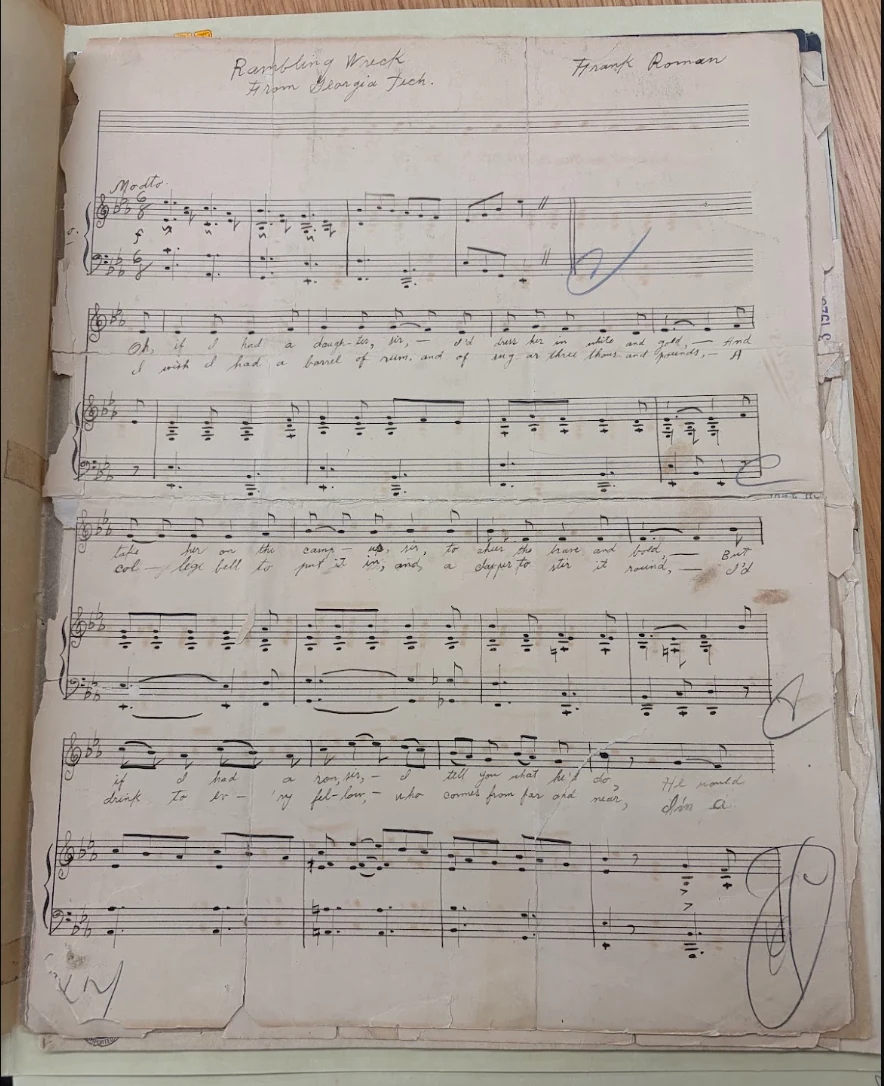 Rambling Wreck
From Georgia Tech.
Frank Roman
Modto.
f
Oh, if I had a daugh-ter, sir, — I'd dress her in white and gold, — And
I wish I had a barrel of rum, and of sug ar three thous and pounds, — A
take her on the camp — us, sir, to cheer the brave and bold, — But
col — lege bell to put it in, and a clapper to stir it round, — I'd
if I had a son, sir, — I tell you what he'd do, He would
drink to ev — 'ry fel-low, — who comes from far and near, I'm a